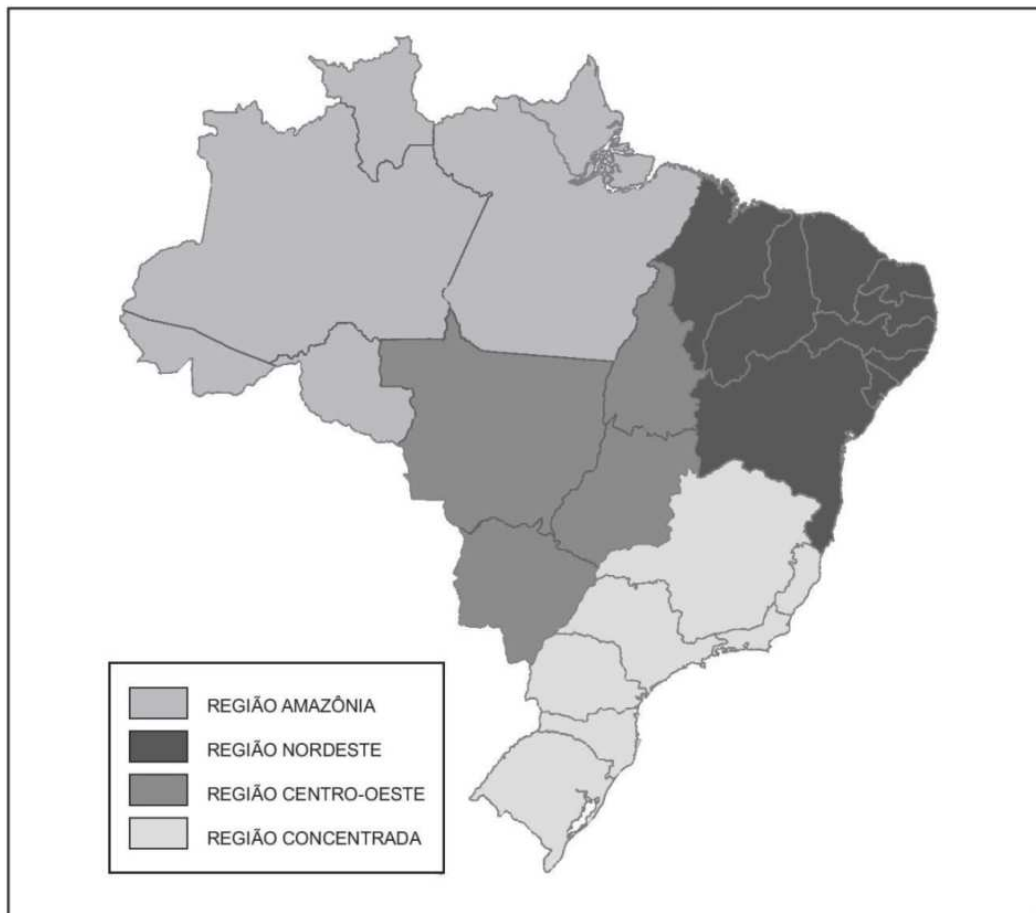 REGIÃO AMAZÔNIA
REGIÃO NORDESTE
REGIÃO CENTRO-OESTE
REGIÃO CONCENTRADA